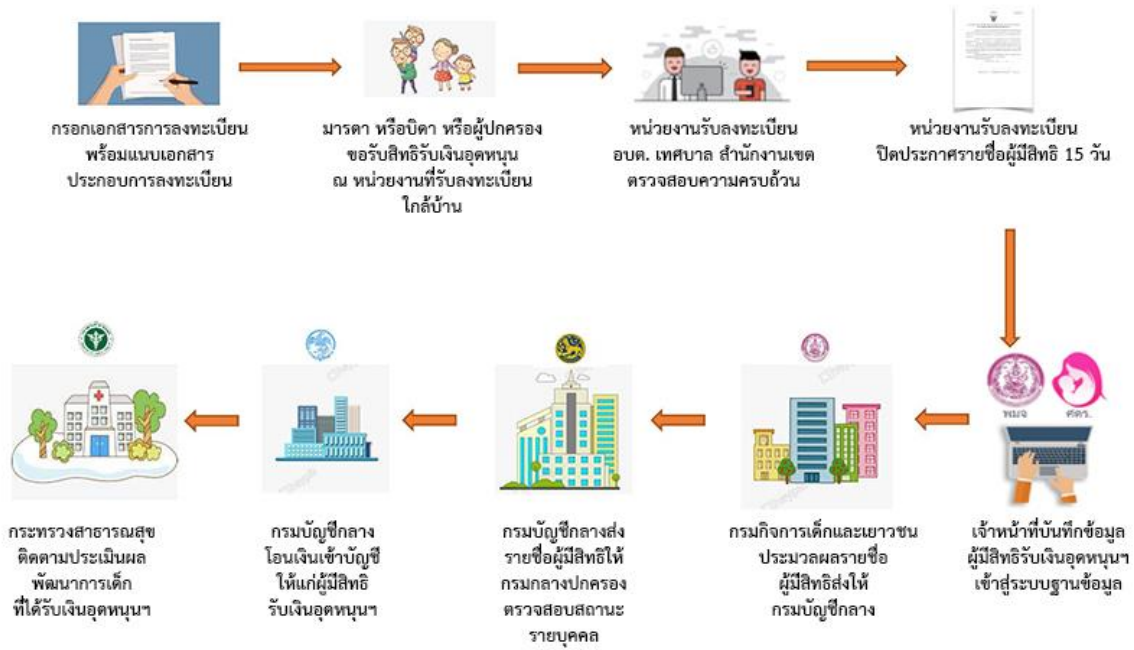 กรอกเอกสารการลงทะเบียน
พร้อมแนบเอกสาร
ประกอบการลงทะเบียน
มารดา หรือบิดา หรือผู้ปกครอง
ขอรับสิทธิรับเงินอุดหนุน
ณ หน่วยงานที่รับลงทะเบียน
ใกล้บ้าน
หน่วยงานรับลงทะเบียน
อบต. เทศบาล สำนักงานเขต
ตรวจสอบความครบถ้วน
หน่วยงานรับลงทะเบียน
ปิดประกาศรายชื่อผู้มีสิทธิ 15 วัน
พมจ
ศดร.
เจ้าหน้าที่บันทึกข้อมูล
ผู้มีสิทธิรับเงินอุดหนุนฯ
เข้าสู่ระบบฐานข้อมูล
กรมกิจการเด็กและเยาวชน
ประมวลผลรายชื่อ
ผู้มีสิทธิส่งให้
กรมบัญชีกลาง
กรมบัญชีกลางส่ง
รายชื่อผู้มีสิทธิให้
กรมกลางปกครอง
ตรวจสอบสถานะ
รายบุคคล
กรมบัญชีกลาง
โอนเงินเข้าบัญชี
ให้แก่ผู้มีสิทธิ
รับเงินอุดหนุนฯ
กระทรวงสาธารณสุข
ติดตามประเมินผล
พัฒนาการเด็ก
ที่ได้รับเงินอุดหนุนฯ